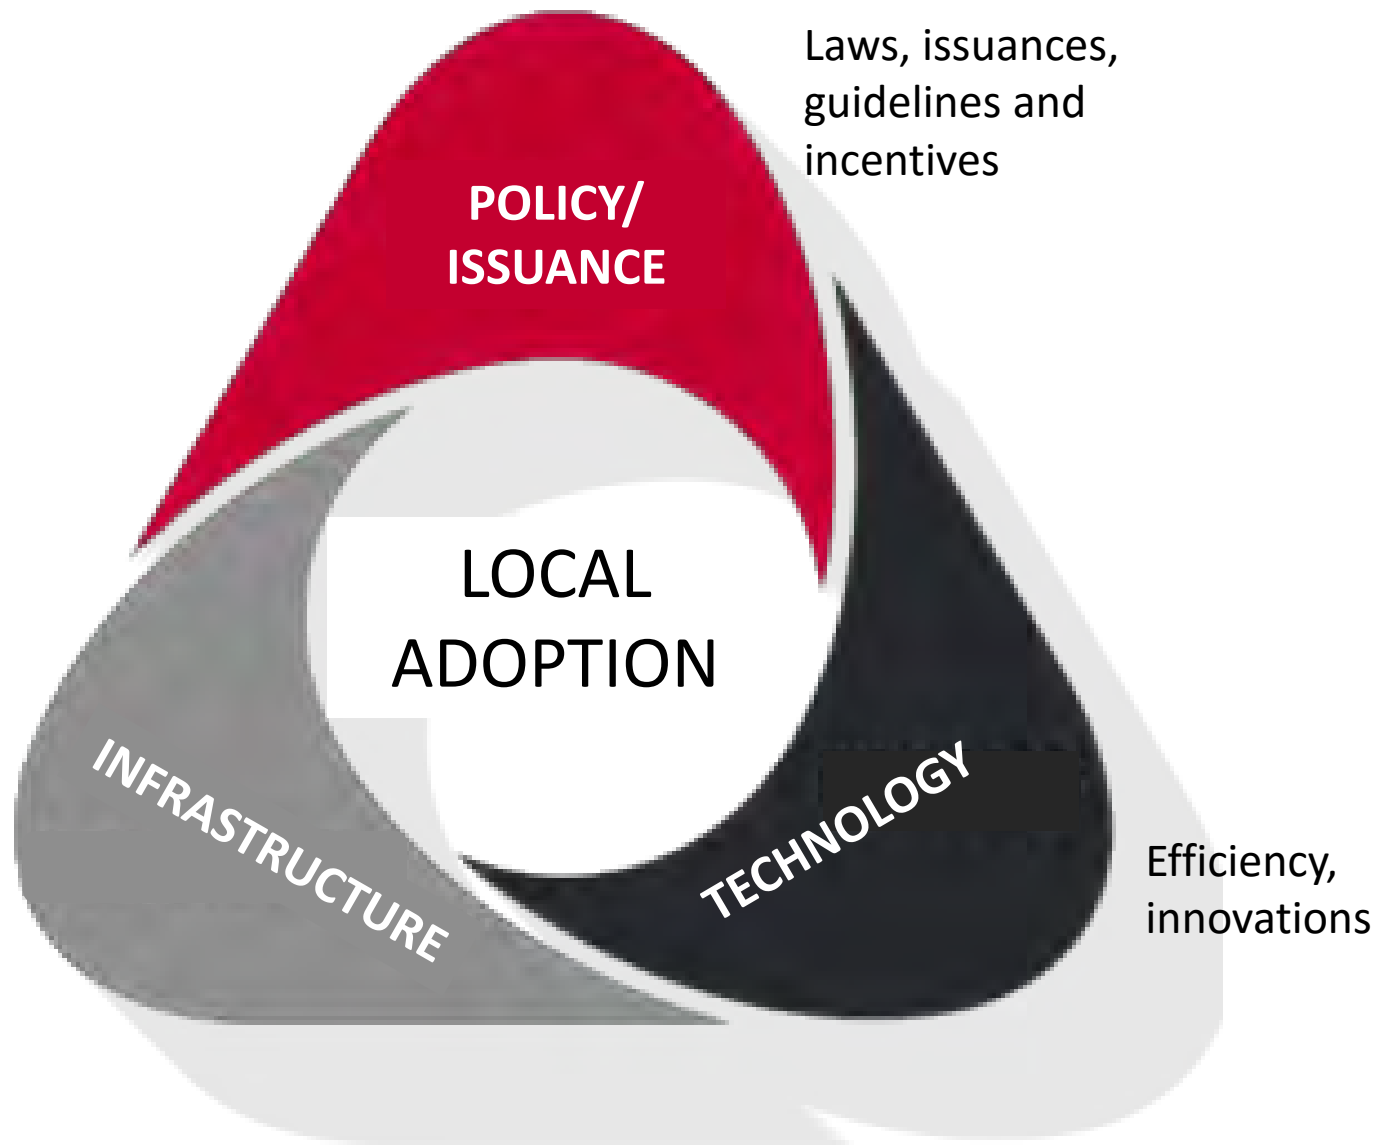 Laws, issuances,
guidelines and
incentives
POLICY/
ISSUANCE
LOCAL
ADOPTION
INFRASTRUCTURE
TECHNOLOGY
Efficiency,
innovations